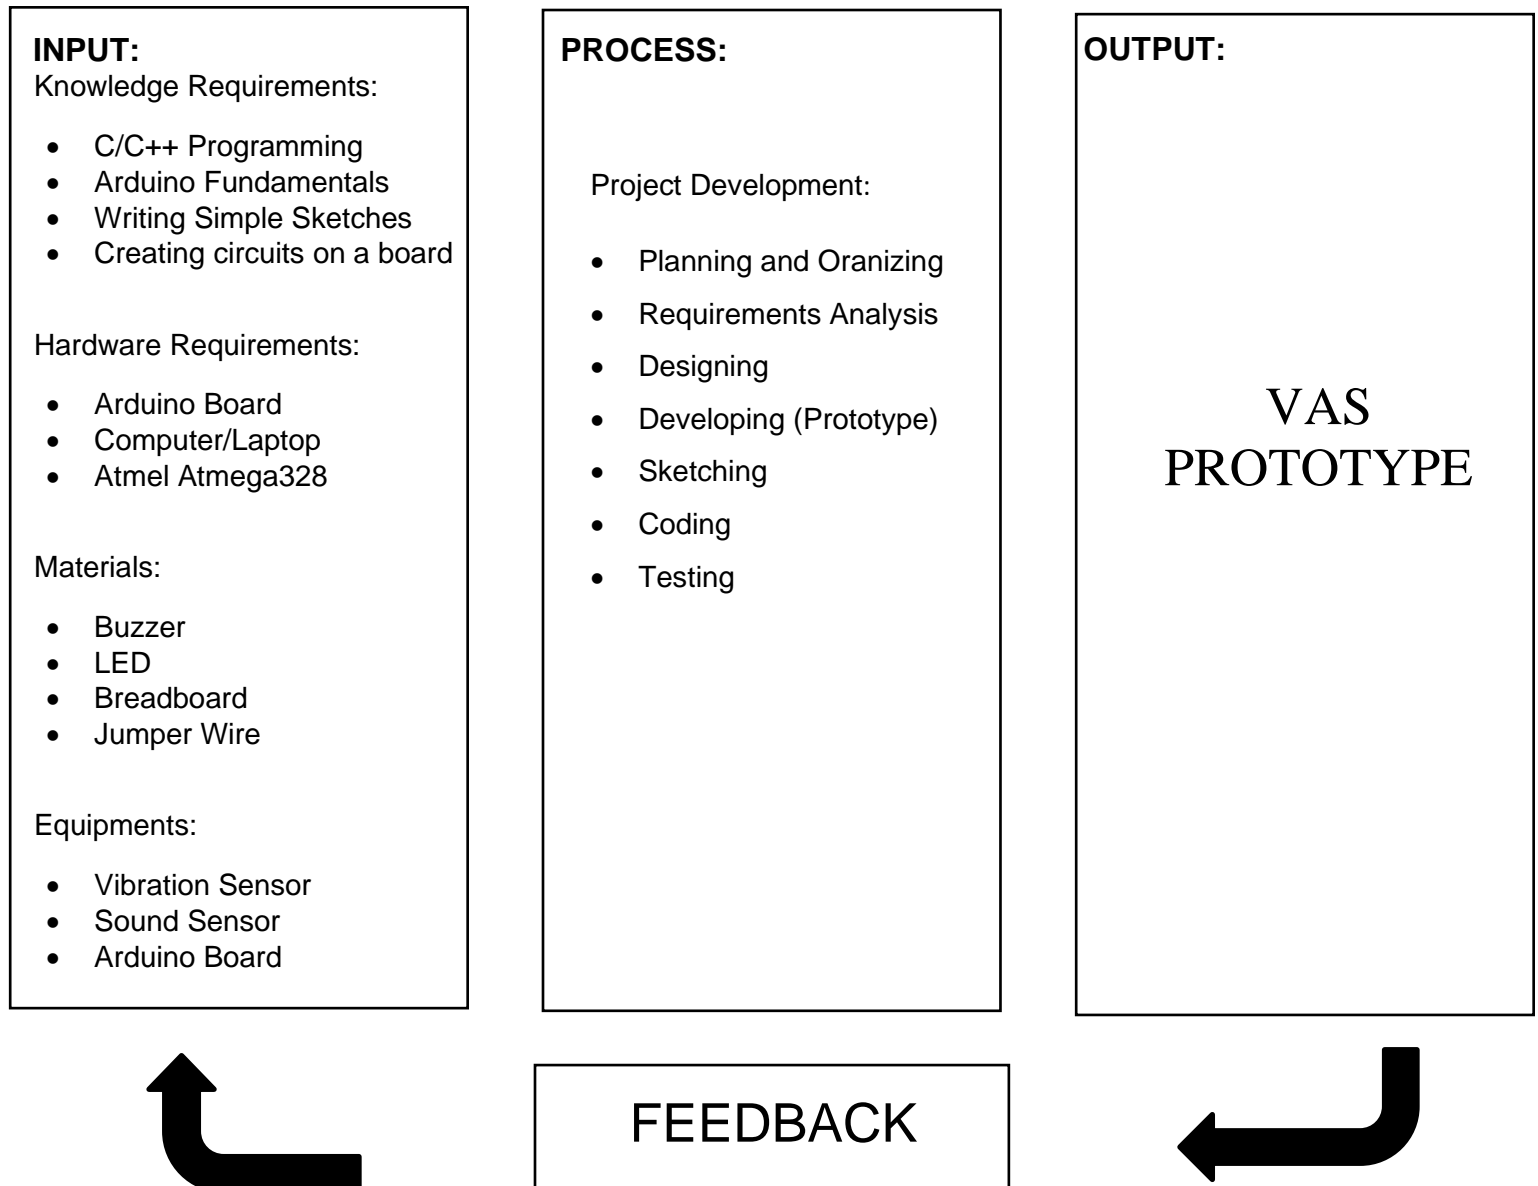 INPUT:
Knowledge Requirements:
• C/C++ Programming
• Arduino Fundamentals
• Writing Simple Sketches
• Creating circuits on a board
Hardware Requirements:
• Arduino Board
• Computer/Laptop
• Atmel Atmega328
Materials:
• Buzzer
• LED
• Breadboard
• Jumper Wire
Equipments:
• Vibration Sensor
• Sound Sensor
• Arduino Board
PROCESS:
Project Development:
• Planning and Oranizing
• Requirements Analysis
• Designing
• Developing (Prototype)
• Sketching
• Coding
• Testing
OUTPUT:
VAS
PROTOTYPE
FEEDBACK